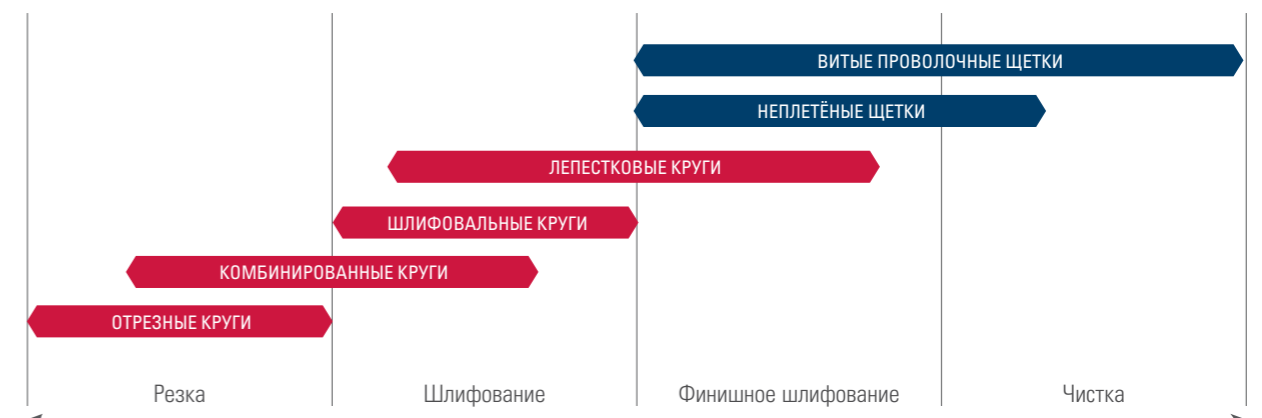 ВИТЫЕ ПРОВОЛОЧНЫЕ ЩЕТКИ
НЕПЛЕТЁНЫЕ ЩЕТКИ
ЛЕПЕСТКОВЫЕ КРУГИ
ШЛИФОВАЛЬНЫЕ КРУГИ
КОМБИНИРОВАННЫЕ КРУГИ
ОТРЕЗНЫЕ КРУГИ
Резка Шлифование Финишное шлифование Чистка